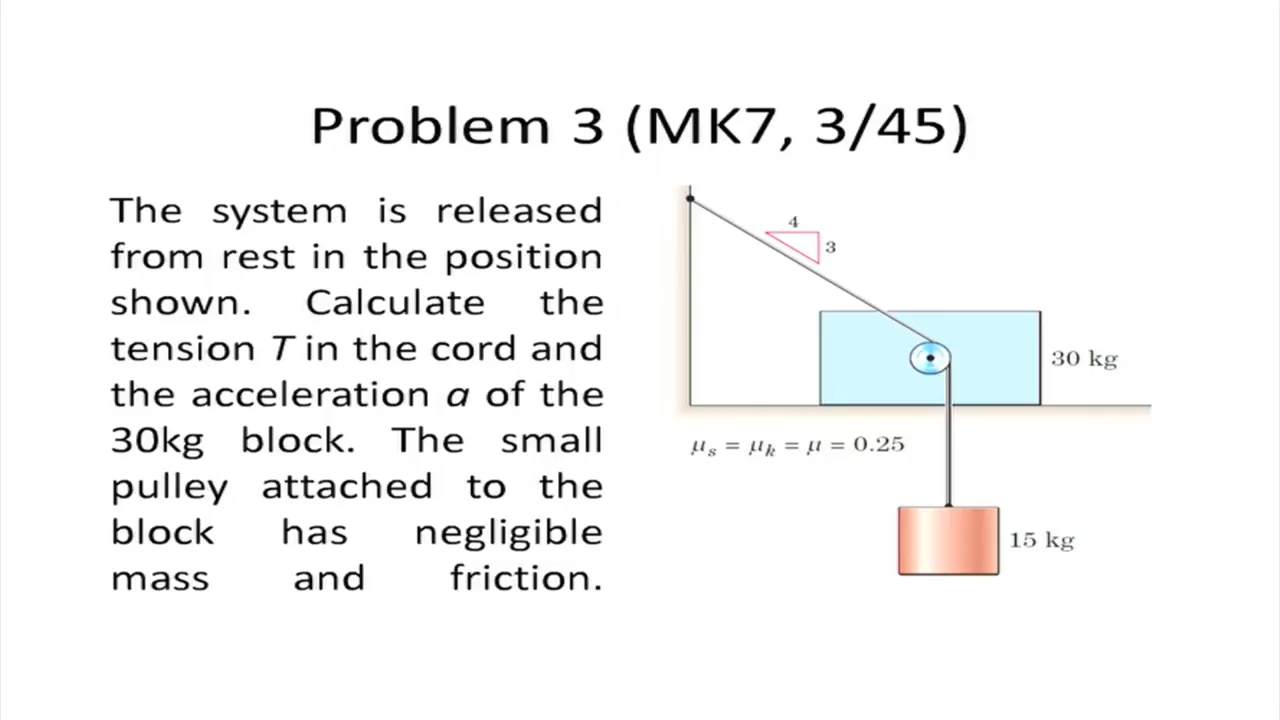 Problem 3 (MK7, 3/45)
The system is released
from rest in the position
shown. Calculate the
tension T in the cord and
the acceleration a of the
30kg block. The small
pulley attached to the
block has negligible
mass and friction.
4
3
30 kg
μs = μk = μ = 0.25
15 kg